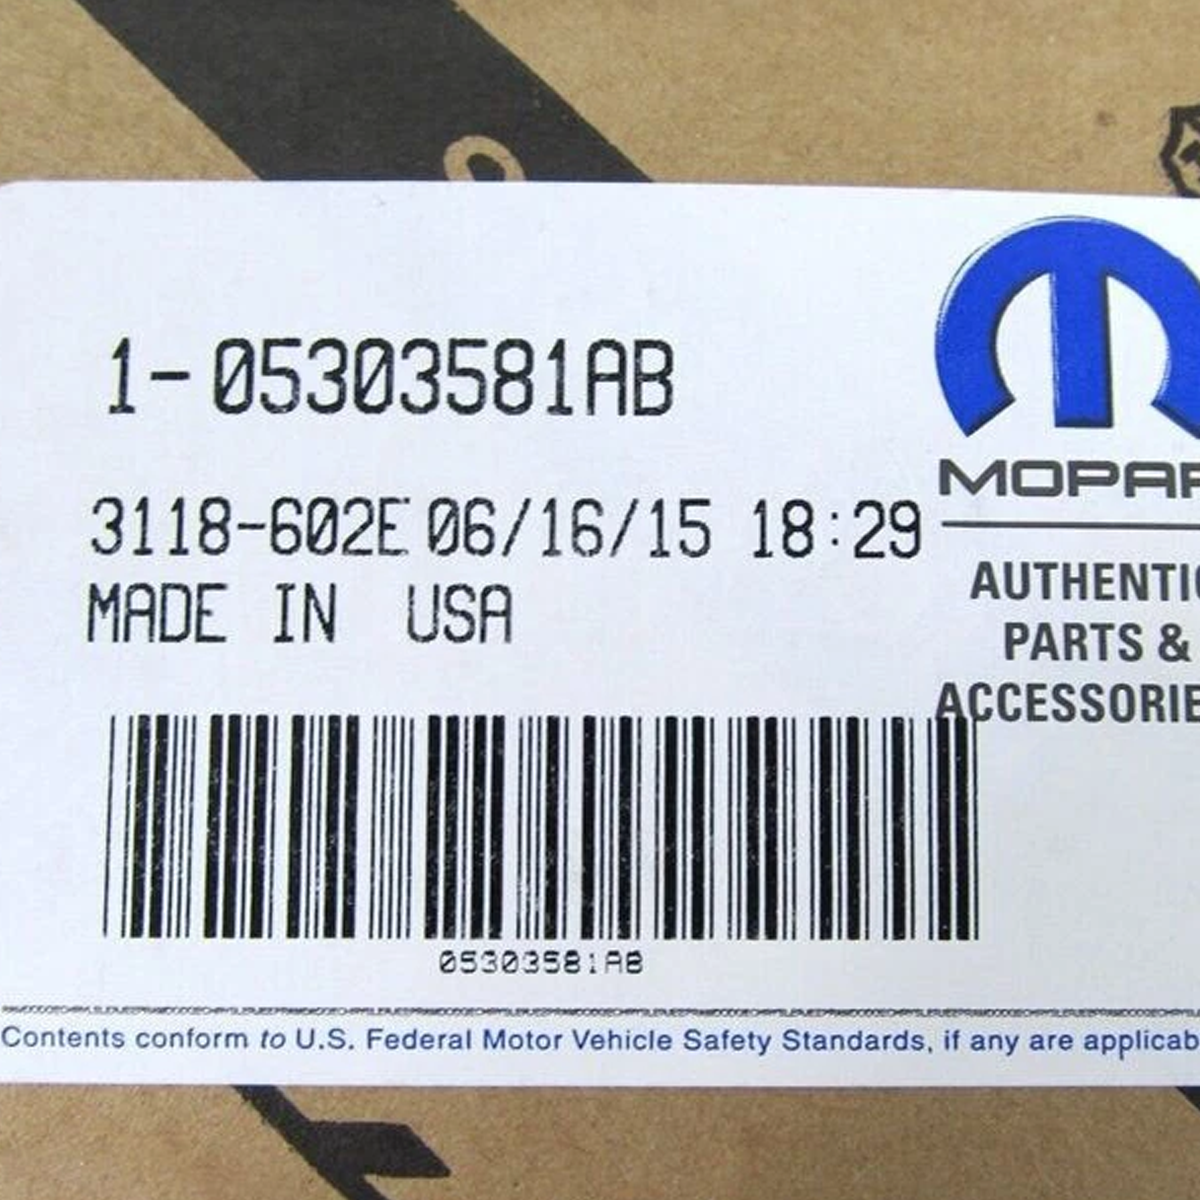 1-05303581AB
3118-602E 06/16/15 18:29
MADE IN USA
MOPAR
AUTHENTIC
PARTS &
ACCESSORIE
05303581AB
Contents conform to U.S. Federal Motor Vehicle Safety Standards, if any are applicab